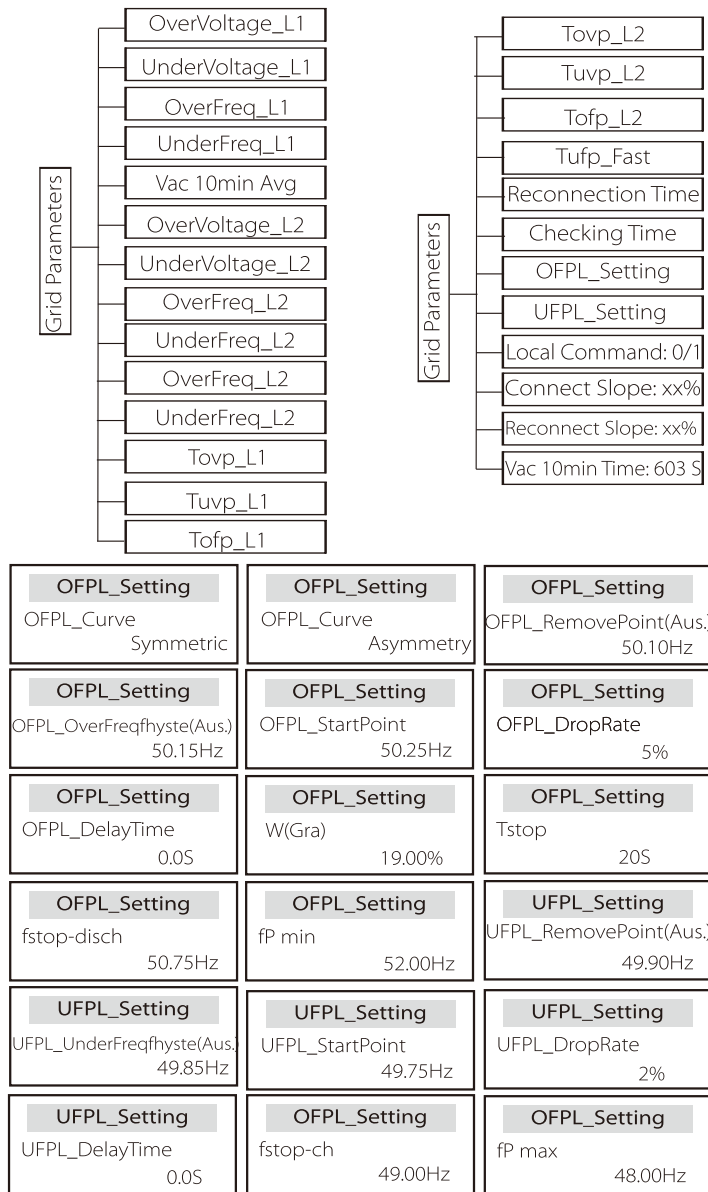 Grid Parameters
OverVoltage_L1
UnderVoltage_L1
OverFreq_L1
UnderFreq_L1
Vac 10min Avg
OverVoltage_L2
UnderVoltage_L2
OverFreq_L2
UnderFreq_L2
OverFreq_L2
UnderFreq_L2
Tovp_L1
Tuvp_L1
Tofp_L1
Grid Parameters
Tovp_L2
Tuvp_L2
Tofp_L2
Tufp_Fast
Reconnection Time
Checking Time
OFPL_Setting
UFPL_Setting
Local Command: 0/1
Connect Slope: xx%
Reconnect Slope: xx%
Vac 10min Time: 603 S
OFPL_Setting
OFPL_Curve
Symmetric
OFPL_Setting
OFPL_Curve
Asymmetry
OFPL_Setting
OFPL_RemovePoint(Aus.)
50.10Hz
OFPL_Setting
OFPL_OverFreqfhyste(Aus.)
50.15Hz
OFPL_Setting
OFPL_StartPoint
50.25Hz
OFPL_Setting
OFPL_DropRate
5%
OFPL_Setting
OFPL_DelayTime
0.0S
OFPL_Setting
W(Gra)
19.00%
OFPL_Setting
Tstop
20S
OFPL_Setting
fstop-disch
50.75Hz
OFPL_Setting
fP min
52.00Hz
UFPL_Setting
UFPL_RemovePoint(Aus.)
49.90Hz
UFPL_Setting
UFPL_UnderFreqfhyste(Aus.)
49.85Hz
UFPL_Setting
UFPL_StartPoint
49.75Hz
UFPL_Setting
UFPL_DropRate
2%
UFPL_Setting
UFPL_DelayTime
0.0S
OFPL_Setting
fstop-ch
49.00Hz
OFPL_Setting
fP max
48.00Hz